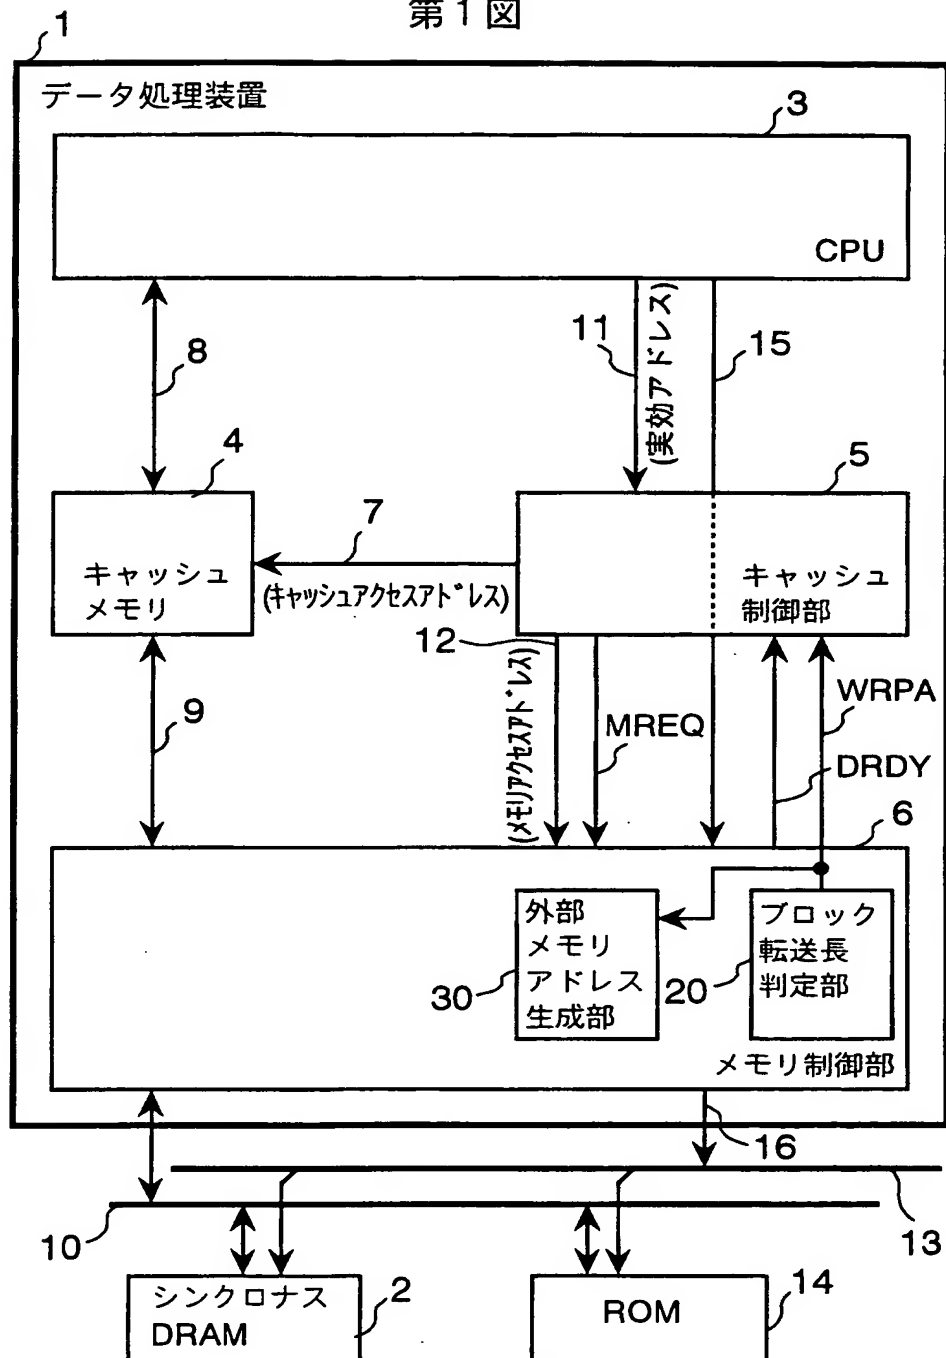 第1図
1
データ処理装置
3
CPU
8
11
(実効アドレス)
15
4
キャッシュ
メモリ
7
(キャッシュアクセスアドレス)
5
キャッシュ
制御部
12
(メモリアクセスアドレス)
MREQ
WRPA
DRDY
9
6
外部
メモリ
アドレス
生成部
30
ブロック
転送長
判定部
20
メモリ制御部
16
10
13
シンクロナス
DRAM
2
ROM
14